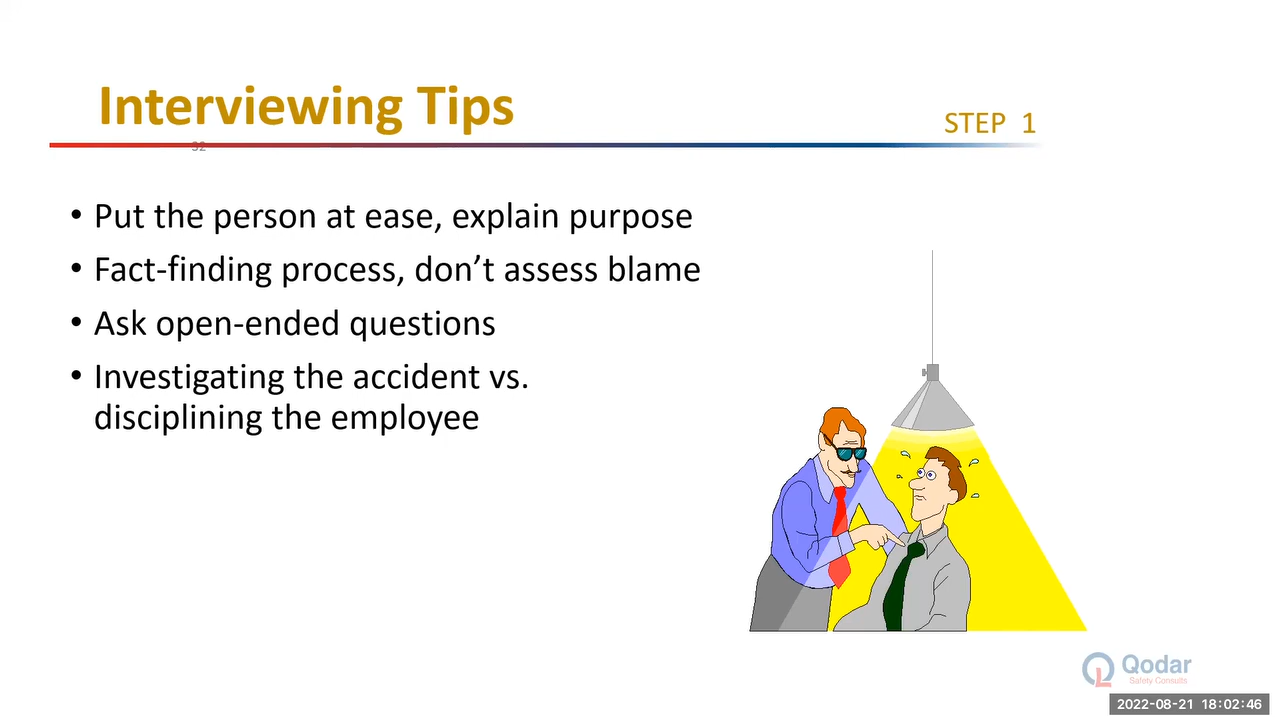 Interviewing Tips
STEP 1
32
• Put the person at ease, explain purpose
• Fact-finding process, don’t assess blame
• Ask open-ended questions
• Investigating the accident vs.
disciplining the employee
Qodar
Safety Consults
2022-08-21 18:02:46